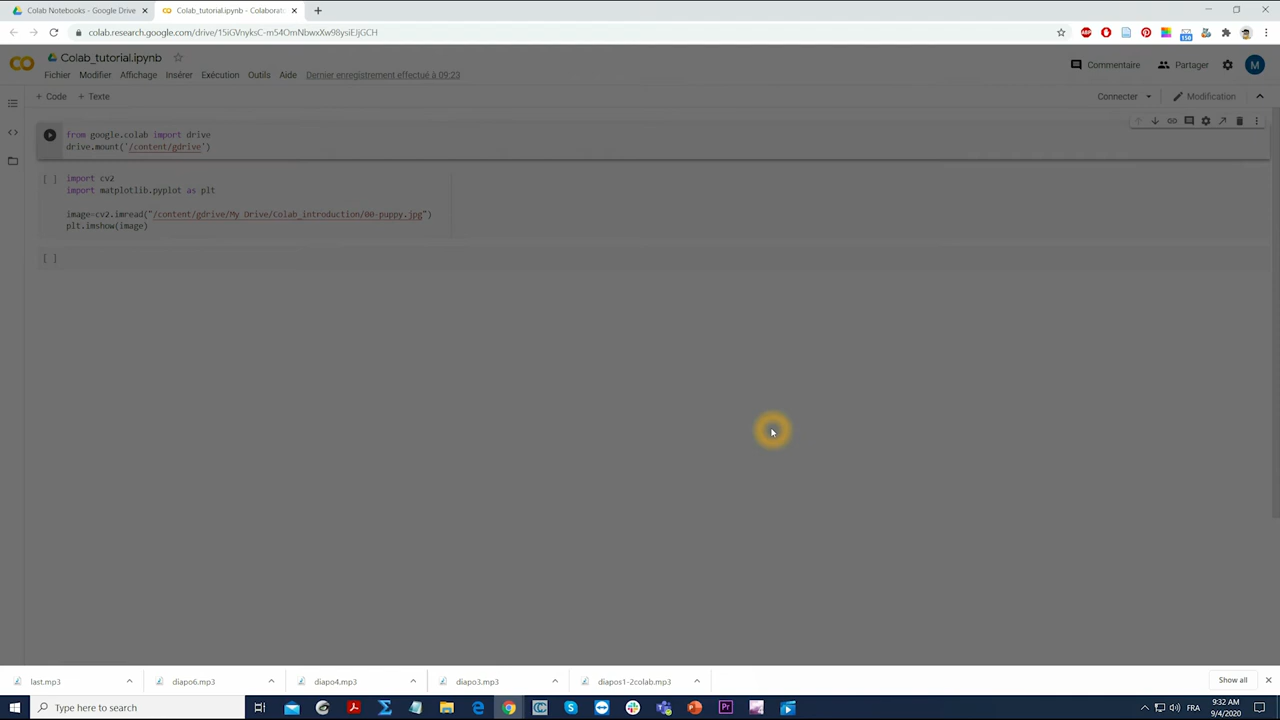 Colab Notebooks - Google Drive
Colab_tutorial.ipynb - Colaborat
colab.research.google.com/drive/15iGVnyksC-m54OmNbwxXw98ysiEJjGCH
ABP
150
Colab_tutorial.ipynb
Commentaire
Partager
M
Fichier Modifier Affichage Insérer Exécution Outils Aide Dernier enregistrement effectué à 09:23
+ Code + Texte
Connecter
Modification
from google.colab import drive
drive.mount('/content/gdrive')
[ ] import cv2
import matplotlib.pyplot as plt
image=cv2.imread("/content/gdrive/My Drive/Colab_introduction/00-puppy.jpg")
plt.imshow(image)
[ ]
last.mp3
diapo6.mp3
diapo4.mp3
diapo3.mp3
diapos1-2colab.mp3
Show all
Type here to search
FRA
9:32 AM
9/4/2020